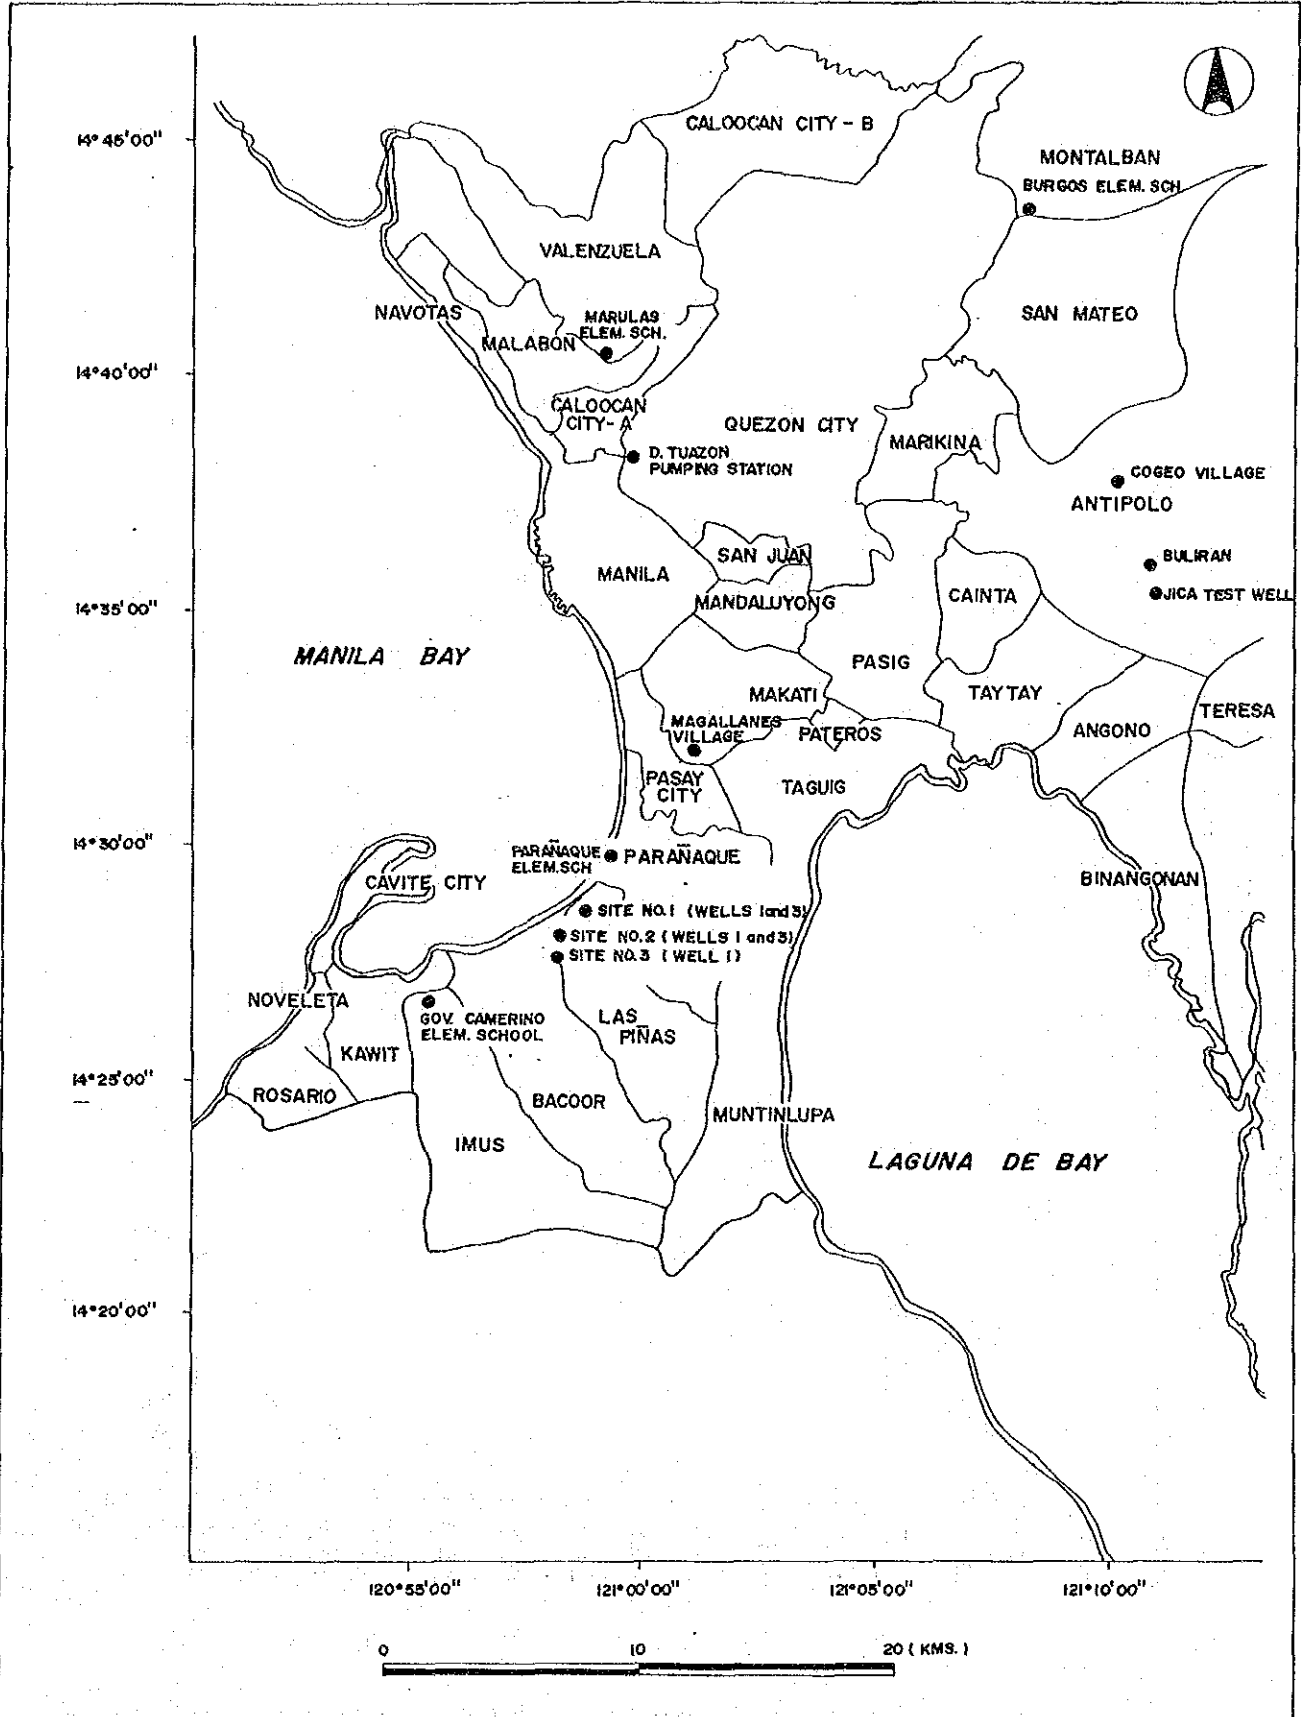 14°45'00"
CALOOCAN CITY - B
MONTALBAN
BURGOS ELEM. SCH.
VALENZUELA
NAVOTAS
MARULAS
ELEM. SCH.
SAN MATEO
MALABON
14°40'00"
CALOOCAN
CITY - A
QUEZON CITY
MARIKINA
D. TUAZON
PUMPING STATION
COGEO VILLAGE
ANTIPOLO
SAN JUAN
BULIRAN
MANILA
MANDALUYONG
CAINTA
JICA TEST WELL
14°35'00"
MANILA BAY
PASIG
MAKATI
TAYTAY
TERESA
MAGALLANES
VILLAGE
PATEROS
ANGONO
PASAY
CITY
TAGUIG
14°30'00"
PARAÑAQUE
ELEM. SCH
PARAÑAQUE
CAVITE CITY
BINANGONAN
SITE NO.1 (WELLS 1and3)
SITE NO.2 (WELLS 1 and3)
SITE NO.3 (WELL 1)
NOVELETA
GOV. CAMERINO
ELEM. SCHOOL
LAS
PIÑAS
KAWIT
14°25'00"
ROSARIO
BACOOR
MUNTINLUPA
IMUS
LAGUNA DE BAY
14°20'00"
120°55'00"
121°00'00"
121°05'00"
121°10'00"
0
10
20 ( KMS. )